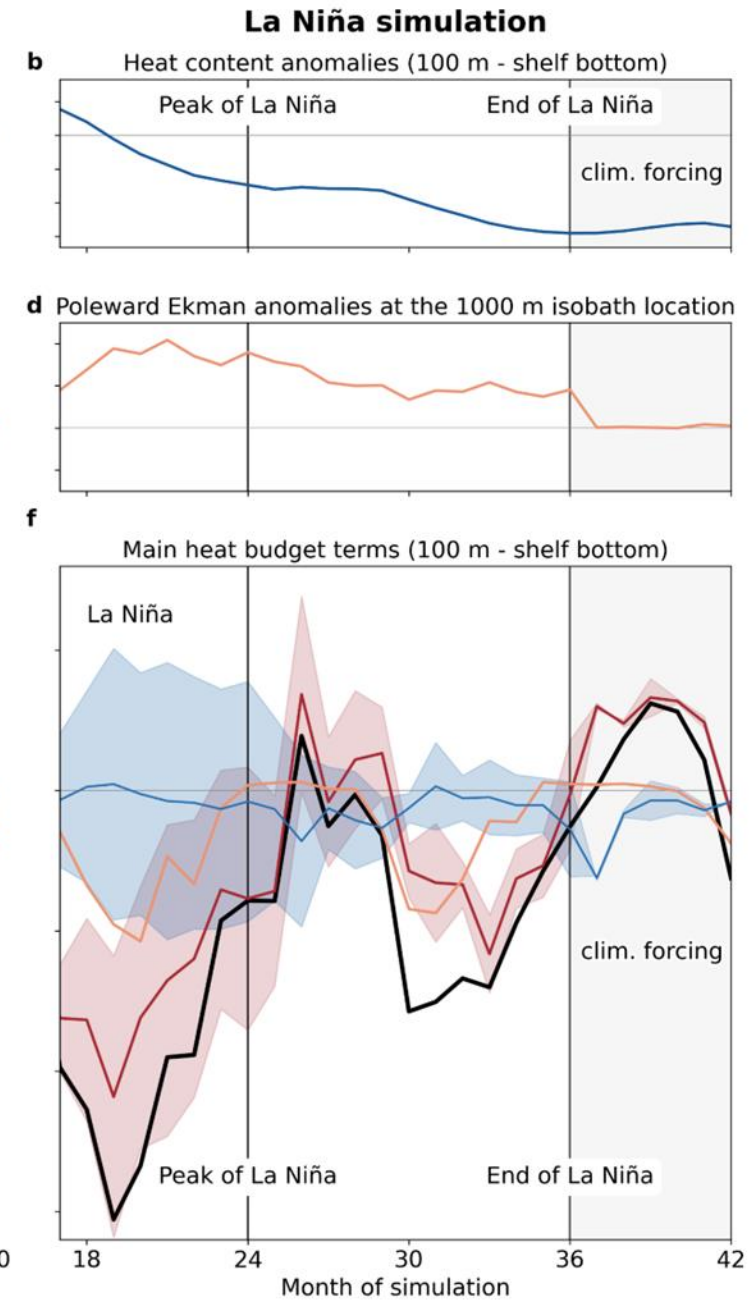 La Niña simulation
b Heat content anomalies (100 m - shelf bottom)
Peak of La Niña End of La Niña
clim. forcing
d Poleward Ekman anomalies at the 1000 m isobath location
f
Main heat budget terms (100 m - shelf bottom)
La Niña
clim. forcing
Peak of La Niña End of La Niña
0 18 24 30 36 42
Month of simulation